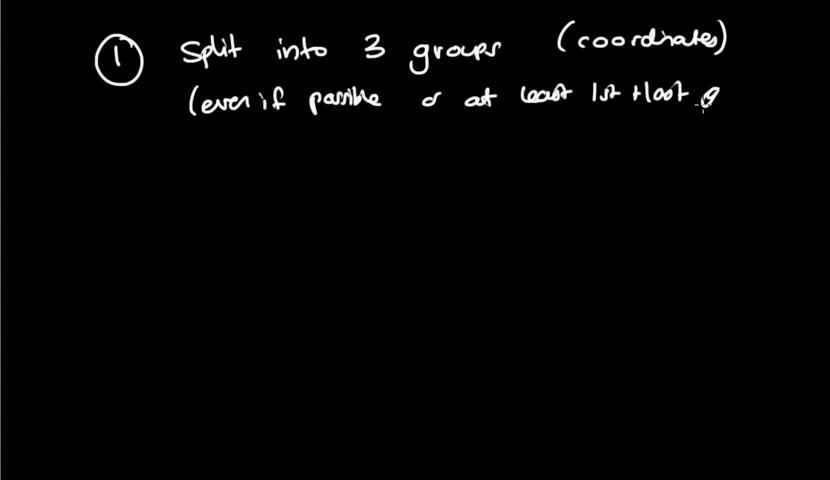 ① Split into 3 groups (coordinates)
(even if possible or at least 1st + last g